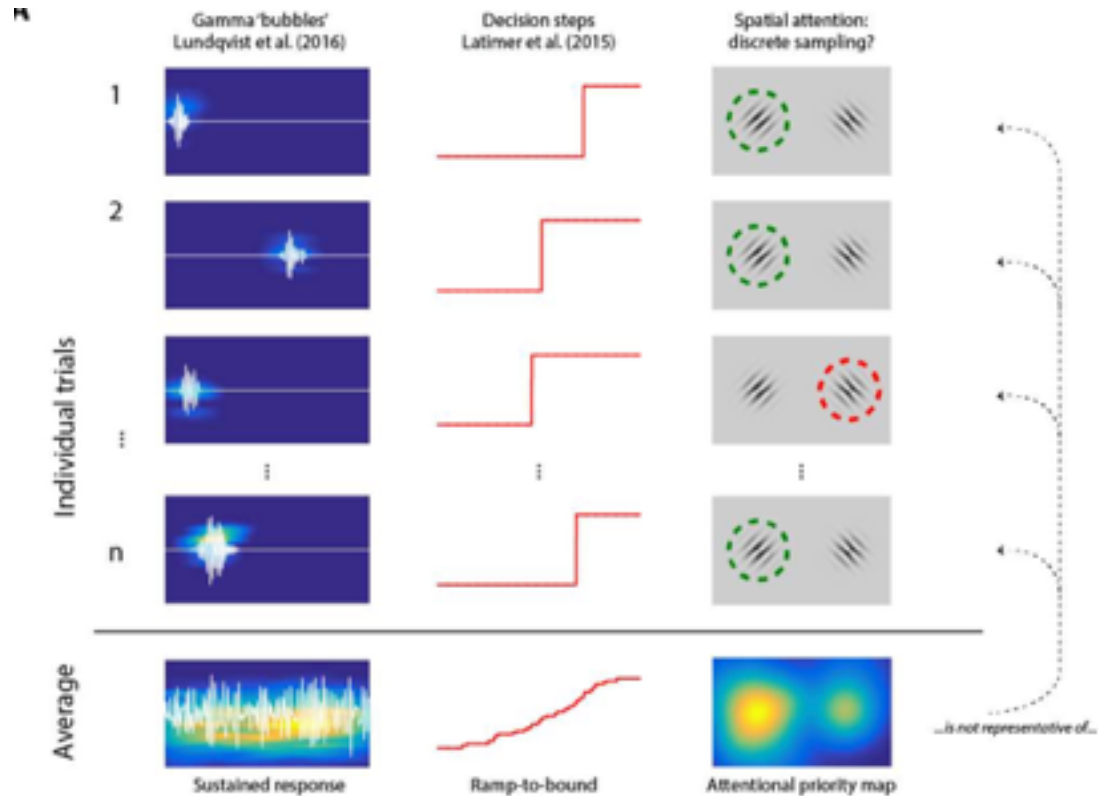 Gamma 'bubbles'
Lundqvist et al. (2016)
Decision steps
Latimer et al. (2015)
Spatial attention:
discrete sampling?
1
2
...
n
Individual trials
...
...
...
Average
Sustained response
Ramp-to-bound
Attentional priority map
...is not representative of...